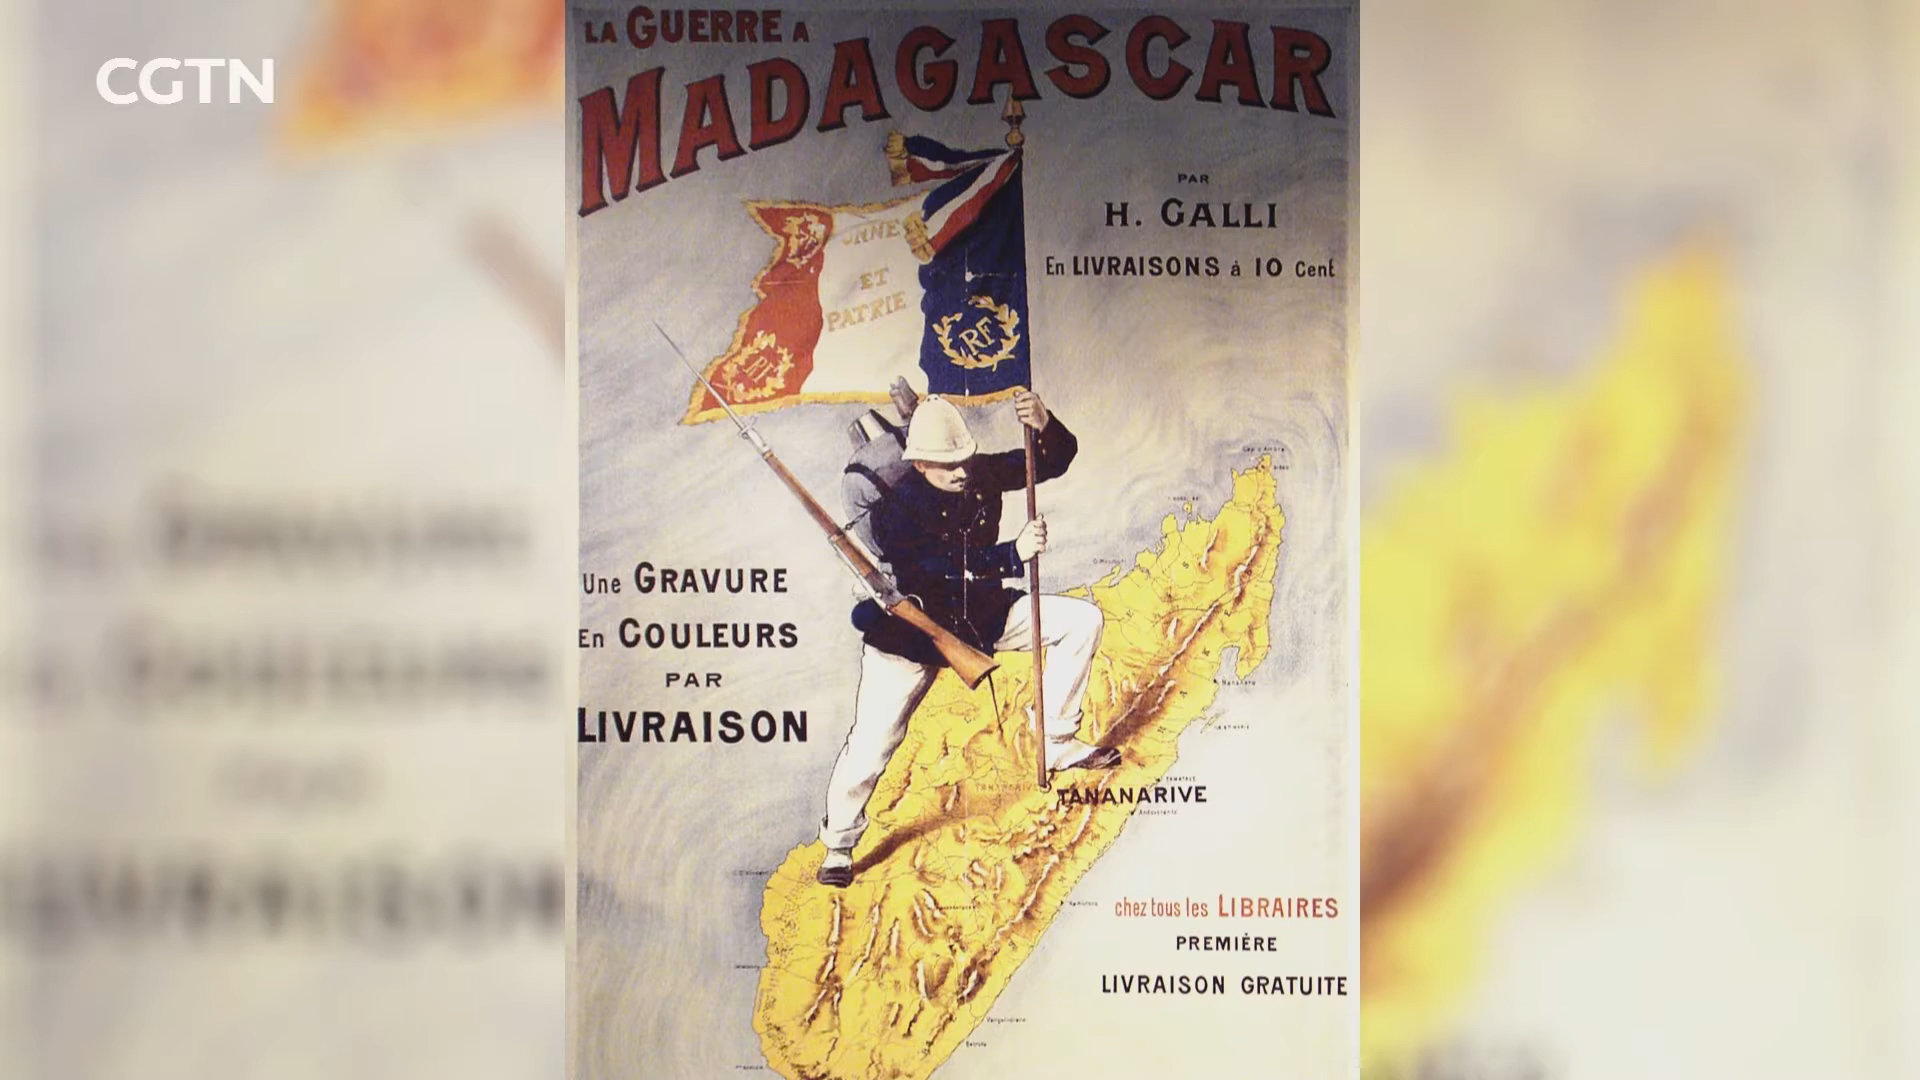 CGTN
LA GUERRE A
MADAGASCAR
PAR
H. GALLI
En LIVRAISONS à 10 Cent
ET
PATRIE
RF
RF
Une GRAVURE
En COULEURS
PAR
LIVRAISON
TANANARIVE
chez tous les LIBRAIRES
PREMIÈRE
LIVRAISON GRATUITE